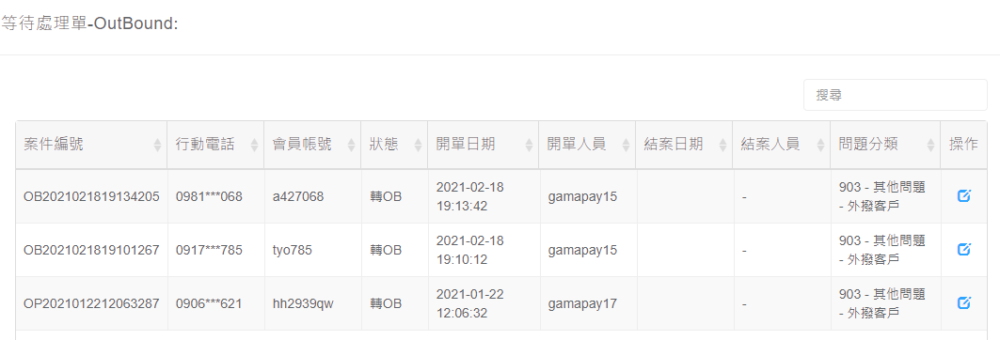 等待處理單-OutBound:
搜尋
案件編號 行動電話 會員帳號 狀態 開單日期 開單人員 結案日期 結案人員 問題分類 操作
OB2021021819134205 0981***068 a427068 轉OB 2021-02-18 19:13:42 gamapay15 - 903 - 其他問題 - 外撥客戶
OB2021021819101267 0917***785 tyo785 轉OB 2021-02-18 19:10:12 gamapay15 - 903 - 其他問題 - 外撥客戶
OP2021012212063287 0906***621 hh2939qw 轉OB 2021-01-22 12:06:32 gamapay17 - 903 - 其他問題 - 外撥客戶